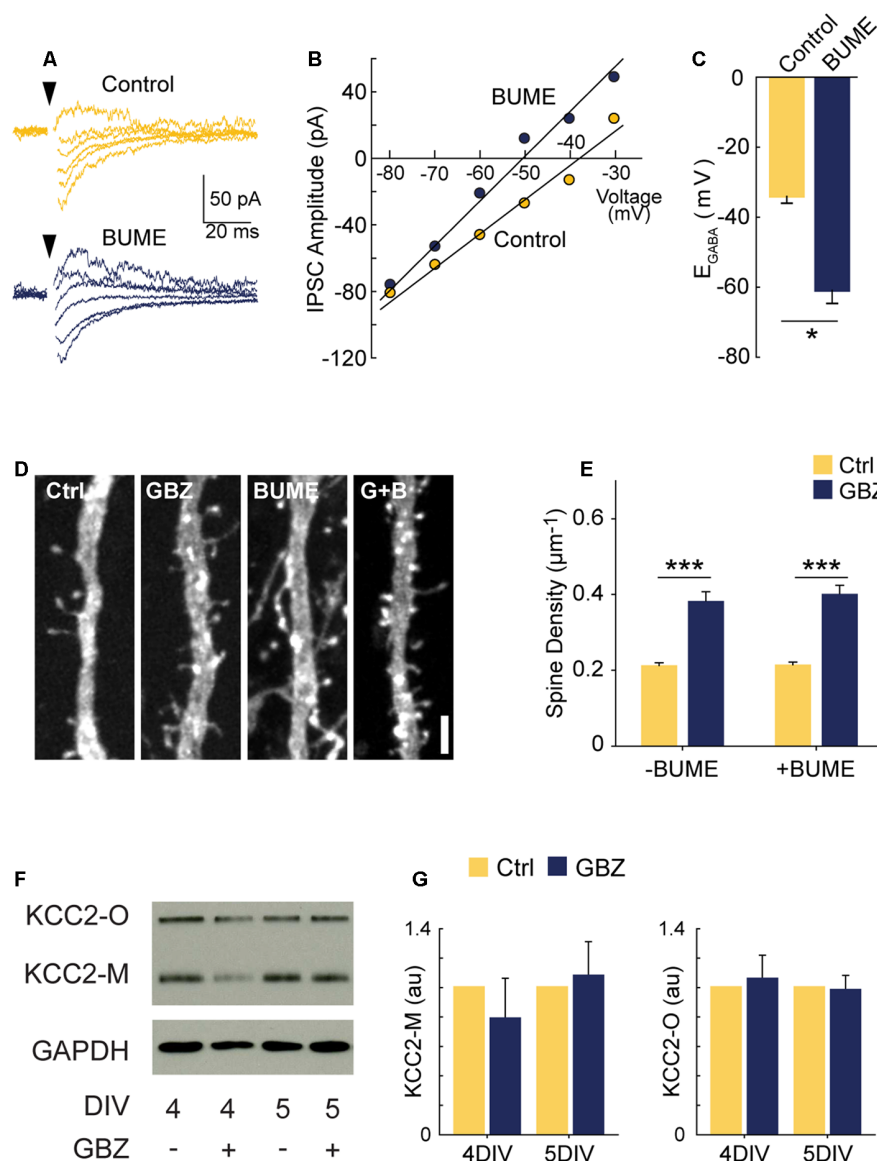 A
Control
50 pA
20 ms
BUME
B
IPSC Amplitude (pA)
40
0
-40
-80
-120
-80
-70
-60
-50
-40
-30
Voltage
(mV)
BUME
Control
C
Control
BUME
E GABA (mV)
0
-20
-40
-60
-80
*
D
Ctrl
GBZ
BUME
G+B
E
Ctrl
GBZ
Spine Density (µm-1)
0.6
0.4
0.2
0
***
***
-BUME
+BUME
F
KCC2-O
KCC2-M
GAPDH
DIV 4 4 5 5
GBZ - + - +
G
Ctrl GBZ
KCC2-M (au)
1.4
0
4DIV 5DIV
KCC2-O (au)
1.4
0
4DIV 5DIV